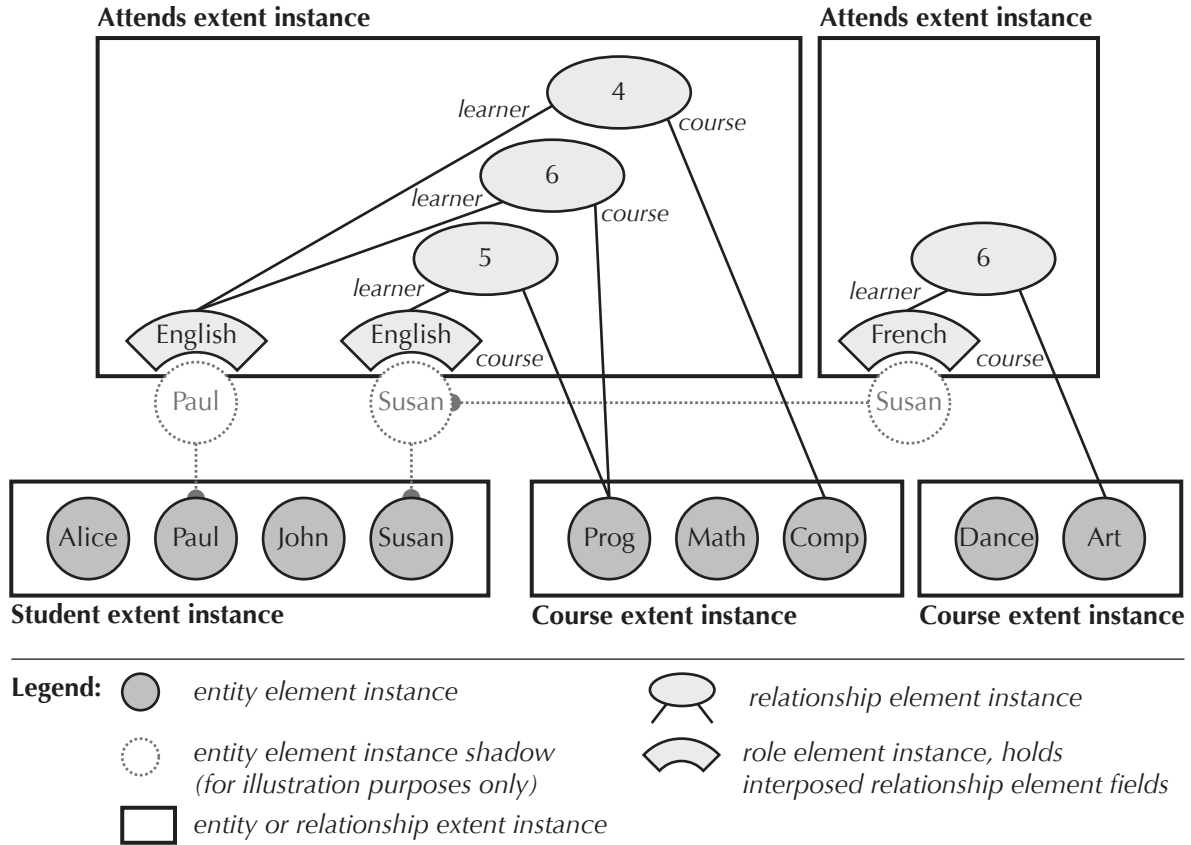 Attends extent instance
Attends extent instance
4
learner
course
6
learner
course
5
6
learner
learner
English
English
course
French
course
Paul
Susan
Susan
Alice
Paul
John
Susan
Prog
Math
Comp
Dance
Art
Student extent instance
Course extent instance
Course extent instance
Legend:
entity element instance
relationship element instance
entity element instance shadow
(for illustration purposes only)
role element instance, holds
interposed relationship element fields
entity or relationship extent instance